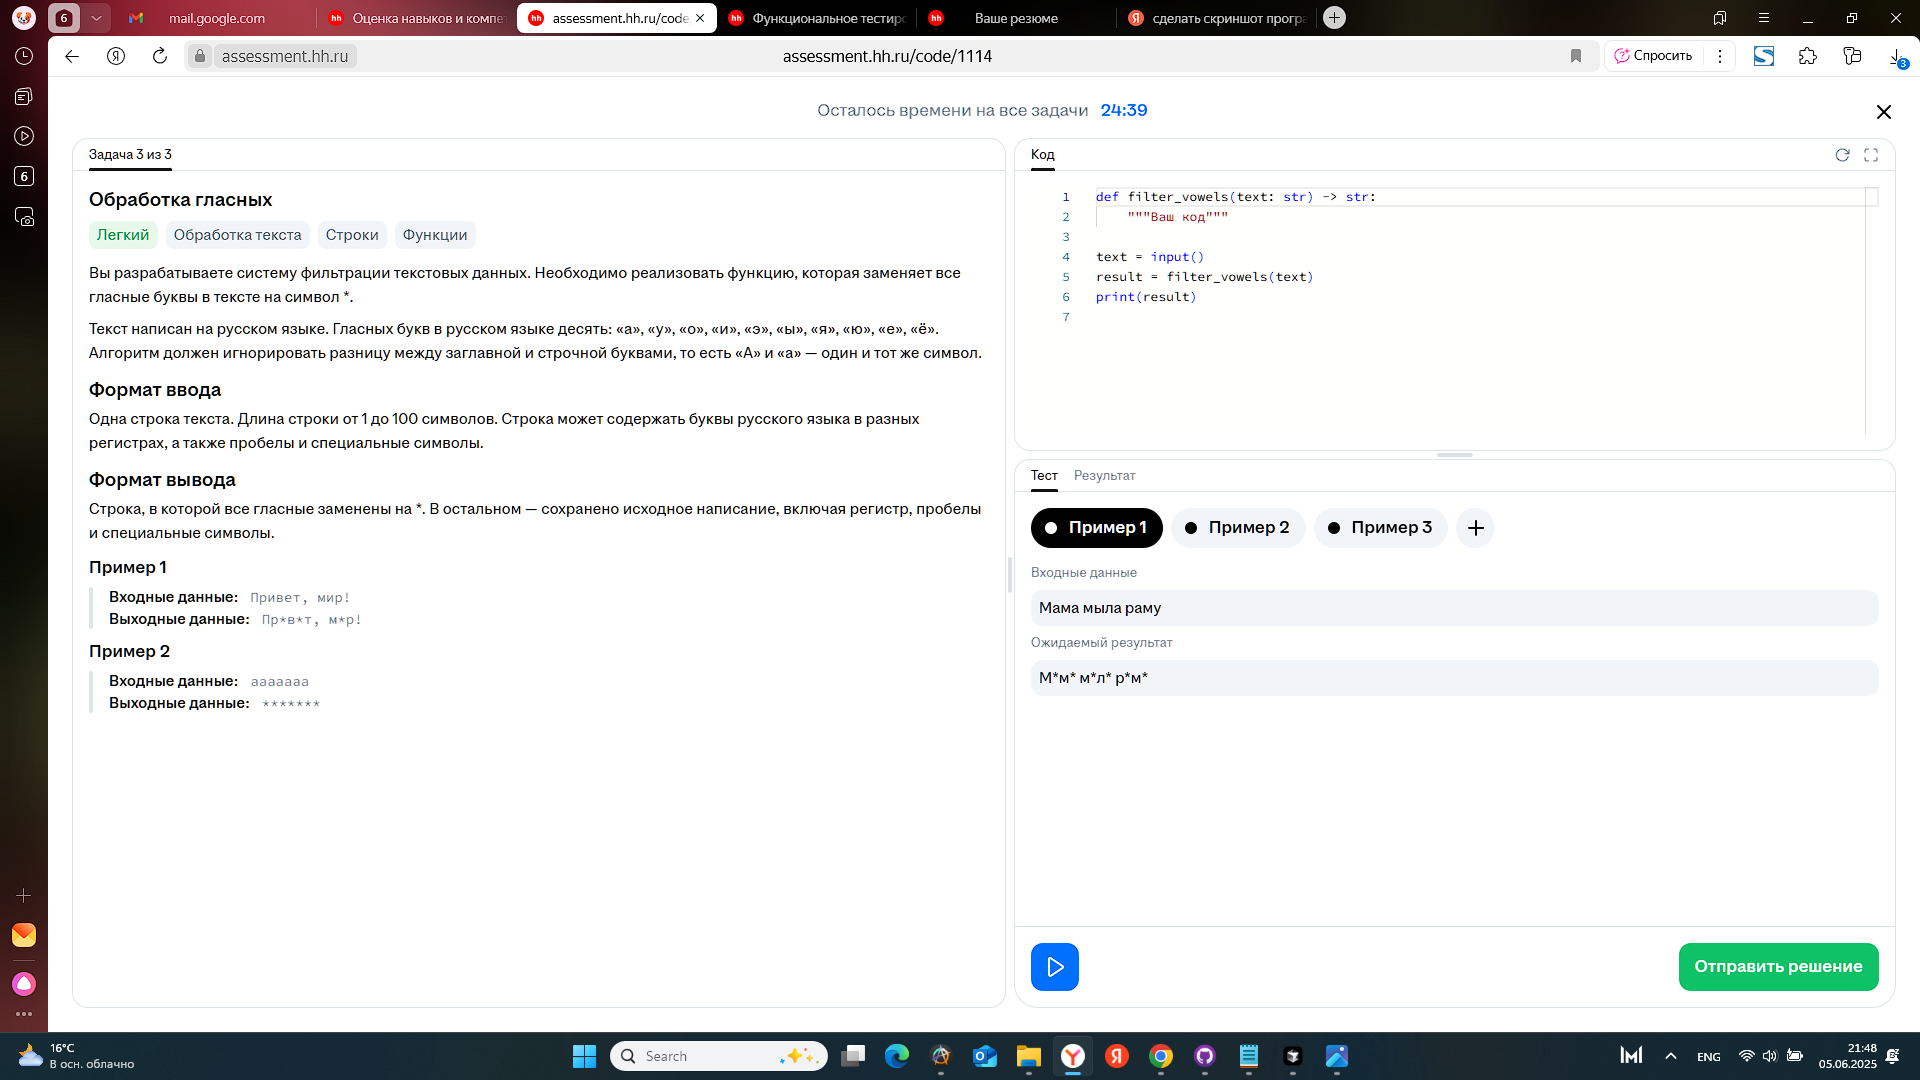 6
mail.google.com
Оценка навыков и компе
assessment.hh.ru/code
Функциональное тестиро
Ваше резюме
сделать скриншот програ
assessment.hh.ru
assessment.hh.ru/code/1114
Спросить
3
6
Осталось времени на все задачи 24:39
Задача 3 из 3
Обработка гласных
Легкий
Обработка текста
Строки
Функции
Вы разрабатываете систему фильтрации текстовых данных. Необходимо реализовать функцию, которая заменяет все
гласные буквы в тексте на символ *.
Текст написан на русском языке. Гласных букв в русском языке десять: «а», «у», «о», «и», «э», «ы», «я», «ю», «е», «ё».
Алгоритм должен игнорировать разницу между заглавной и строчной буквами, то есть «А» и «а» — один и тот же символ.
Формат ввода
Одна строка текста. Длина строки от 1 до 100 символов. Строка может содержать буквы русского языка в разных
регистрах, а также пробелы и специальные символы.
Формат вывода
Строка, в которой все гласные заменены на *. В остальном — сохранено исходное написание, включая регистр, пробелы
и специальные символы.
Пример 1
Входные данные: Привет, мир!
Выходные данные: Пр*в*т, м*р!
Пример 2
Входные данные: ааааааа
Выходные данные: *******
Код
1 def filter_vowels(text: str) -> str:
2 """Ваш код"""
3
4 text = input()
5 result = filter_vowels(text)
6 print(result)
7
Тест
Результат
Пример 1
Пример 2
Пример 3
Входные данные
Мама мыла раму
Ожидаемый результат
М*м* м*л* р*м*
Отправить решение
16°C
В осн. облачно
Search
ENG
21:48
05.06.2025